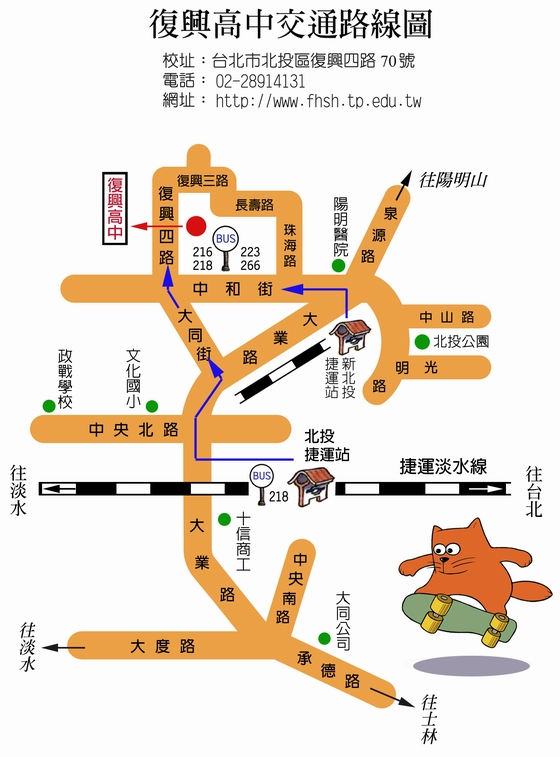 復興高中交通路線圖
校址：台北市北投區復興四路 70 號
電話： 02-28914131
網址： http://www.fhsh.tp.edu.tw
復興三路
往陽明山
復興高中
復興四路
長壽路
陽明醫院
泉源路
BUS
216 223
218 266
珠海路
中和街
大同街
大業路
中山路
北投公園
新北投
捷運站
明光路
政戰學校
文化國小
中央北路
北投
捷運站
捷運淡水線
往淡水
BUS
218
往台北
大業路
十信商工
中央南路
大同公司
往淡水
大度路
承德路
往士林